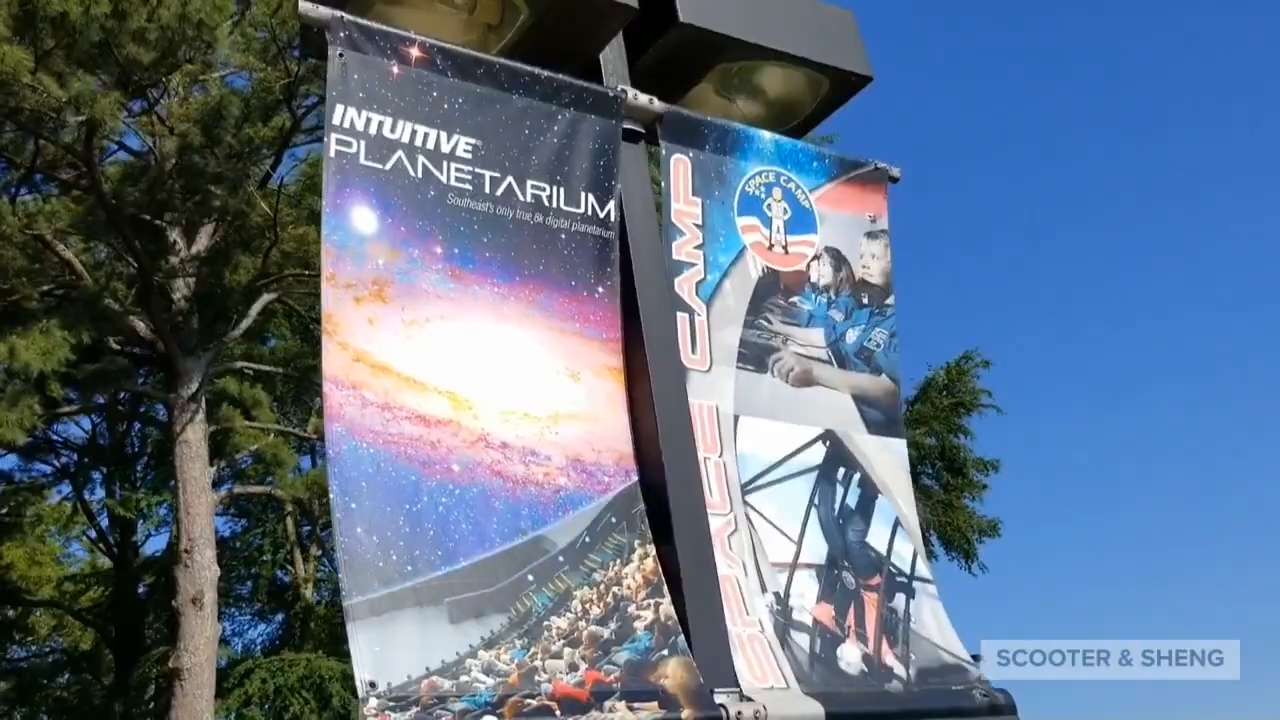 INTUITIVE
PLANETARIUM
Southeast's only true 8k digital planetarium
SPACE CAMP
SPACE CAMP
SCOOTER & SHENG